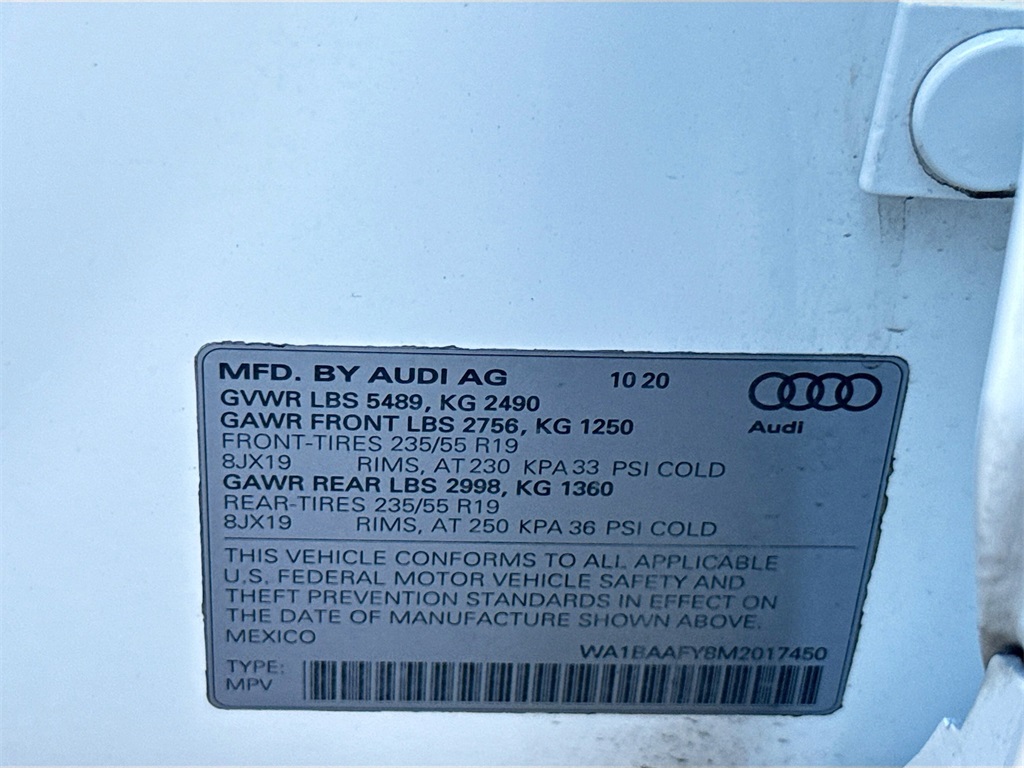 MFD. BY AUDI AG 10 20
GVWR LBS 5489, KG 2490
GAWR FRONT LBS 2756, KG 1250
Audi
FRONT-TIRES 235/55 R19
8JX19 RIMS, AT 230 KPA 33 PSI COLD
GAWR REAR LBS 2998, KG 1360
REAR-TIRES 235/55 R19
8JX19 RIMS, AT 250 KPA 36 PSI COLD
THIS VEHICLE CONFORMS TO ALL APPLICABLE
U.S. FEDERAL MOTOR VEHICLE SAFETY AND
THEFT PREVENTION STANDARDS IN EFFECT ON
THE DATE OF MANUFACTURE SHOWN ABOVE.
MEXICO
WA1BAAFY8M2017450
TYPE:
MPV